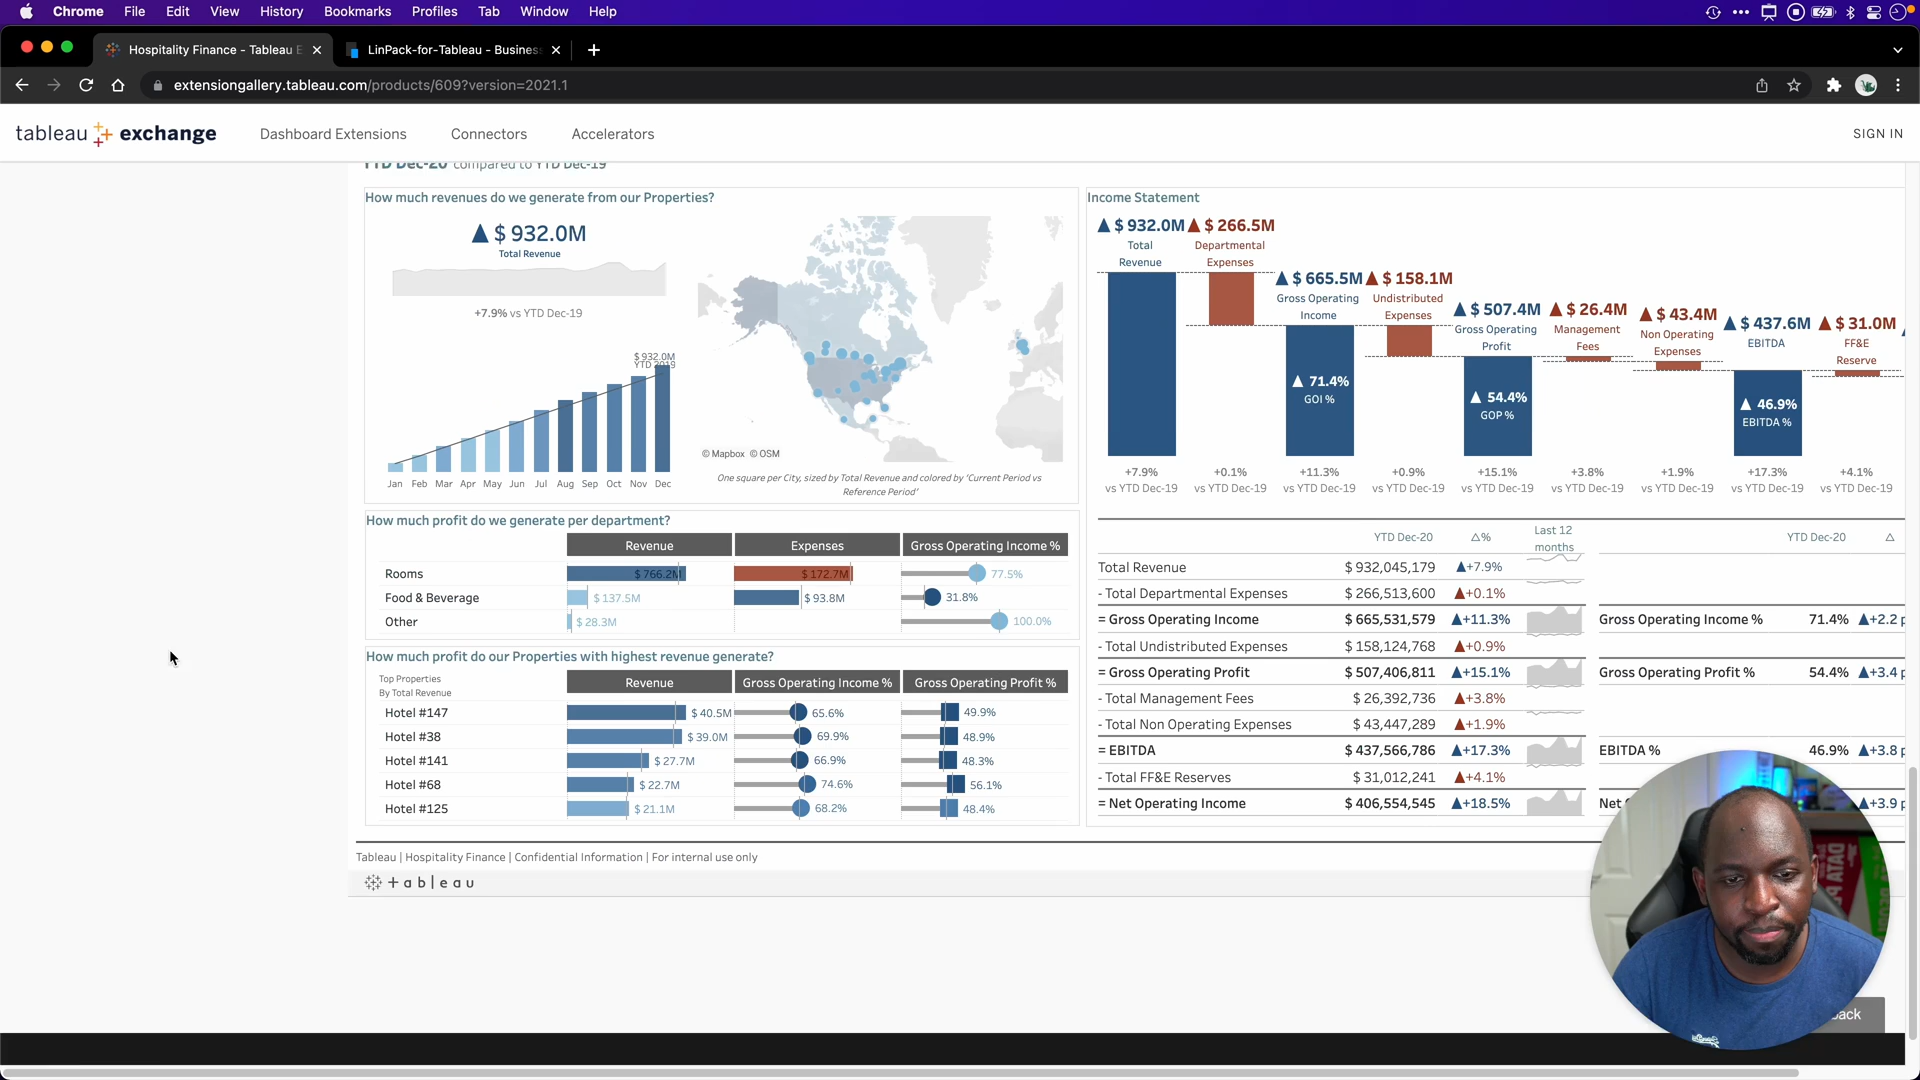 Chrome File Edit View History Bookmarks Profiles Tab Window Help
Hospitality Finance - Tableau E
LinPack-for-Tableau - Business
extensiongallery.tableau.com/products/609?version=2021.1
tableau exchange Dashboard Extensions Connectors Accelerators SIGN IN
YTD Dec-20 compared to YTD Dec-19
How much revenues do we generate from our Properties?
▲ $ 932.0M
Total Revenue
+7.9% vs YTD Dec-19
$ 932.0M
YTD 2019
Jan Feb Mar Apr May Jun Jul Aug Sep Oct Nov Dec
© Mapbox © OSM
One square per City, sized by Total Revenue and colored by 'Current Period vs
Reference Period'
Income Statement
▲ $ 932.0M
Total
Revenue
▲ $ 266.5M
Departmental
Expenses
▲ $ 665.5M
Gross Operating
Income
▲ $ 158.1M
Undistributed
Expenses
▲ $ 507.4M
Gross Operating
Profit
▲ $ 26.4M
Management
Fees
▲ $ 43.4M
Non Operating
Expenses
▲ $ 437.6M
EBITDA
▲ $ 31.0M
FF&E
Reserve
▲ 71.4%
GOI %
▲ 54.4%
GOP %
▲ 46.9%
EBITDA %
+7.9% +0.1% +11.3% +0.9% +15.1% +3.8% +1.9% +17.3% +4.1%
vs YTD Dec-19 vs YTD Dec-19 vs YTD Dec-19 vs YTD Dec-19 vs YTD Dec-19 vs YTD Dec-19 vs YTD Dec-19 vs YTD Dec-19 vs YTD Dec-19
How much profit do we generate per department?
Revenue Expenses Gross Operating Income %
Rooms $ 766.2M $ 172.7M 77.5%
Food & Beverage $ 137.5M $ 93.8M 31.8%
Other $ 28.3M 100.0%
How much profit do our Properties with highest revenue generate?
Top Properties
By Total Revenue
Revenue Gross Operating Income % Gross Operating Profit %
Hotel #147 $ 40.5M 65.6% 49.9%
Hotel #38 $ 39.0M 69.9% 48.9%
Hotel #141 $ 27.7M 66.9% 48.3%
Hotel #68 $ 22.7M 74.6% 56.1%
Hotel #125 $ 21.1M 68.2% 48.4%
YTD Dec-20 △% Last 12
months
YTD Dec-20 △
Total Revenue $ 932,045,179 ▲+7.9%
- Total Departmental Expenses $ 266,513,600 ▲+0.1%
= Gross Operating Income $ 665,531,579 ▲+11.3% Gross Operating Income % 71.4% ▲+2.2 p
- Total Undistributed Expenses $ 158,124,768 ▲+0.9%
= Gross Operating Profit $ 507,406,811 ▲+15.1% Gross Operating Profit % 54.4% ▲+3.4 p
- Total Management Fees $ 26,392,736 ▲+3.8%
- Total Non Operating Expenses $ 43,447,289 ▲+1.9%
= EBITDA $ 437,566,786 ▲+17.3% EBITDA % 46.9% ▲+3.8 p
- Total FF&E Reserves $ 31,012,241 ▲+4.1%
= Net Operating Income $ 406,554,545 ▲+18.5% Net ▲+3.9 p
Tableau | Hospitality Finance | Confidential Information | For internal use only
+ a b | e a u
DATA
back